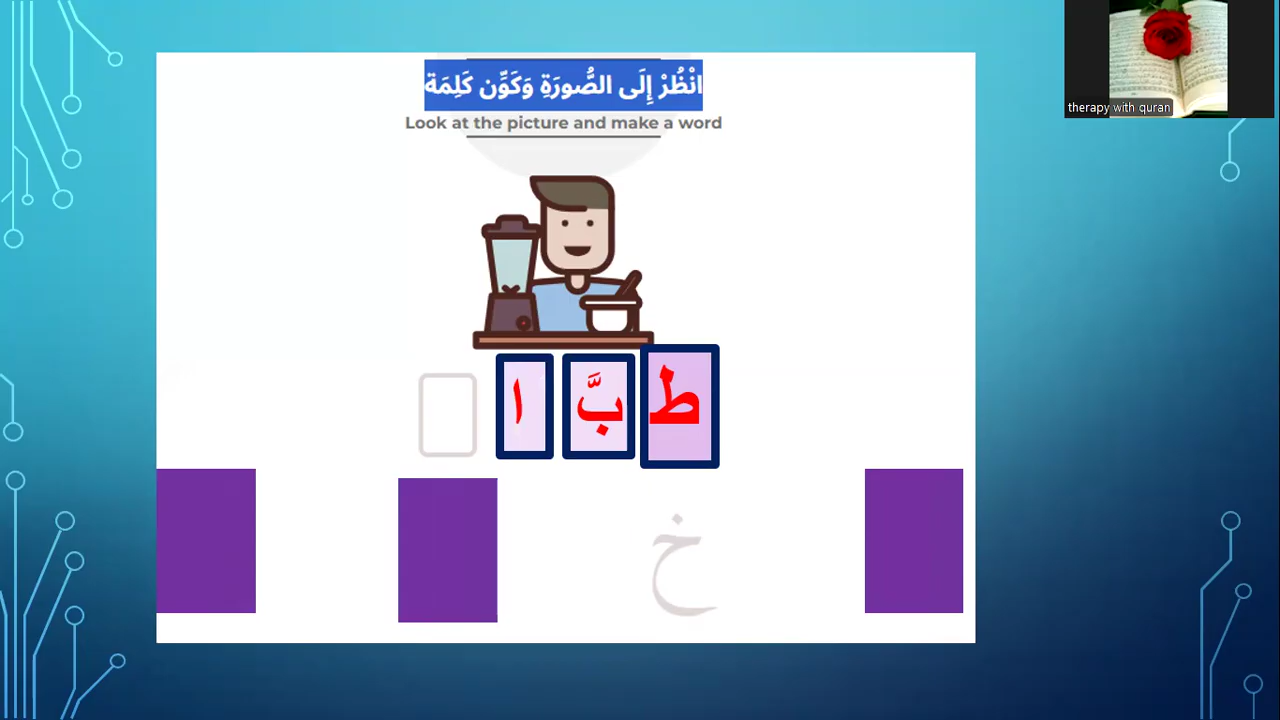 انْظُرْ إِلَى الصُّورَةِ وَكَوِّن كَلِمَة
Look at the picture and make a word
ط بَّ ا
خ
therapy with quran